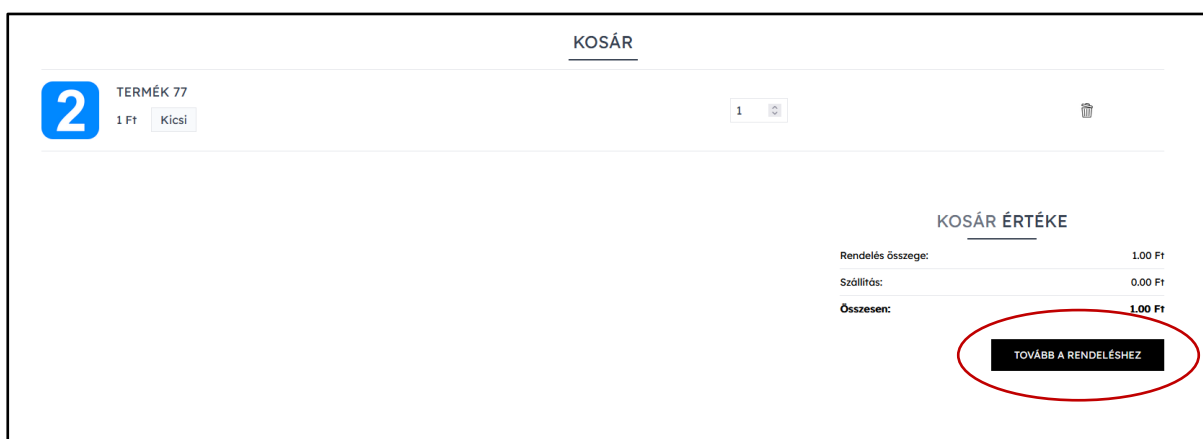 KOSÁR
2
TERMÉK 77
1 Ft Kicsi
1
KOSÁR ÉRTÉKE
Rendelés összege: 1.00 Ft
Szállítás: 0.00 Ft
Összesen: 1.00 Ft
TOVÁBB A RENDELÉSHEZ